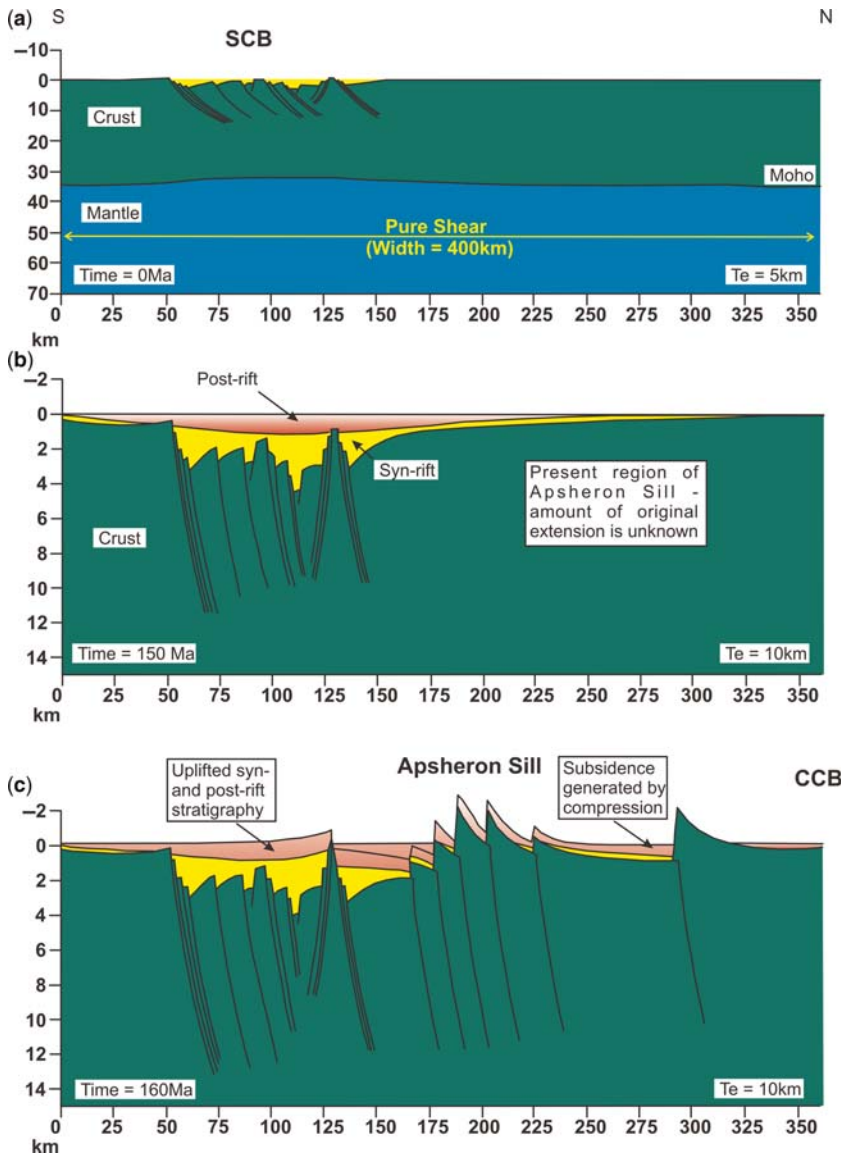 (a) S N
SCB
–10
0
10
20
30
40
50
60
70
Crust
Moho
Mantle
Pure Shear
(Width = 400km)
Time = 0Ma Te = 5km
0 25 50 75 100 125 150 175 200 225 250 275 300 325 350
km
(b)
–2
0
2
4
6
8
10
12
14
Post-rift
Syn-rift
Present region of
Apsheron Sill -
amount of original
extension is unknown
Crust
Time = 150 Ma Te = 10km
0 25 50 75 100 125 150 175 200 225 250 275 300 325 350
km
(c)
Apsheron Sill
CCB
Uplifted syn-
and post-rift
stratigraphy
Subsidence
generated by
compression
–2
0
2
4
6
8
10
12
14
Time = 160Ma Te = 10km
0 25 50 75 100 125 150 175 200 225 250 275 300 325 350
km